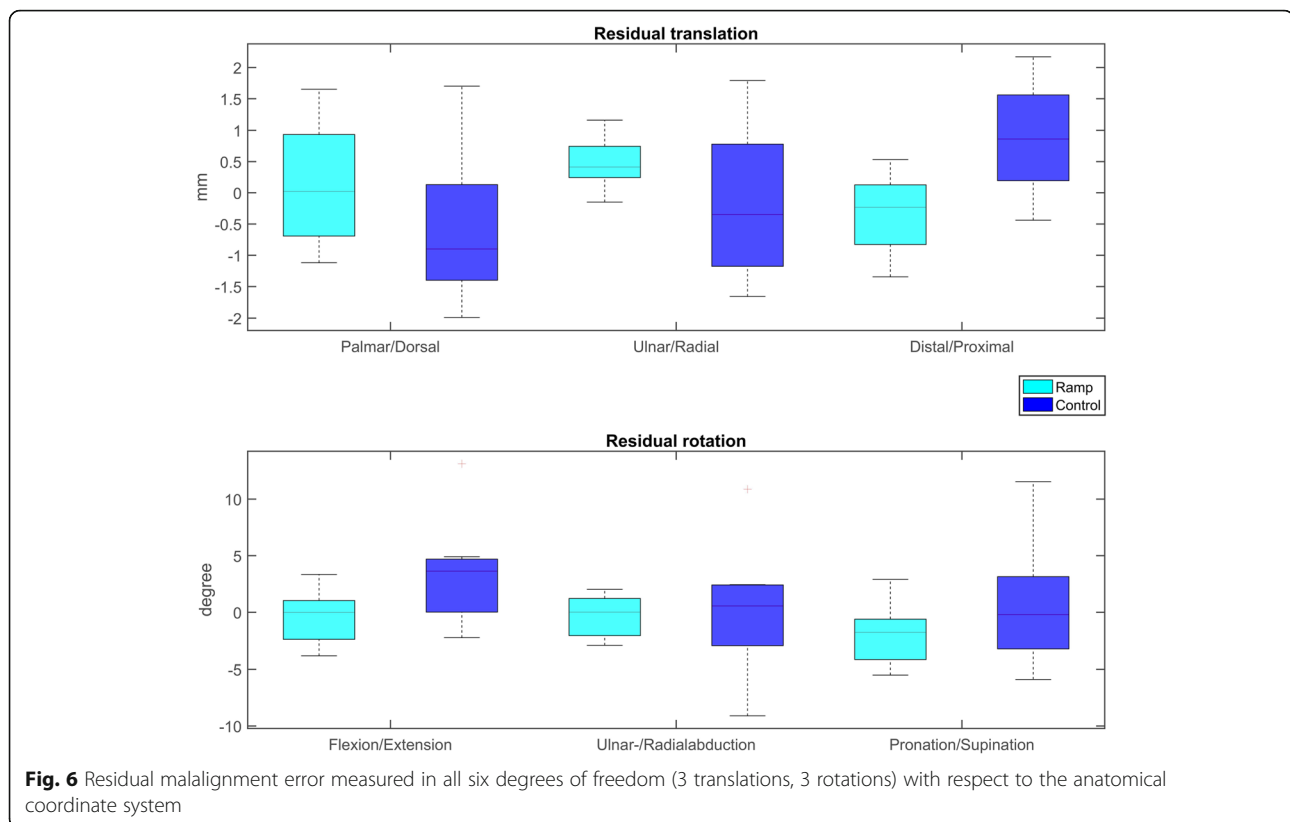 Residual translation
mm
2
1.5
1
0.5
0
-0.5
-1
-1.5
-2
Palmar/Dorsal Ulnar/Radial Distal/Proximal
Ramp
Control
Residual rotation
degree
10
5
0
-5
-10
Flexion/Extension Ulnar-/Radialabduction Pronation/Supination
Fig. 6 Residual malalignment error measured in all six degrees of freedom (3 translations, 3 rotations) with respect to the anatomical
coordinate system